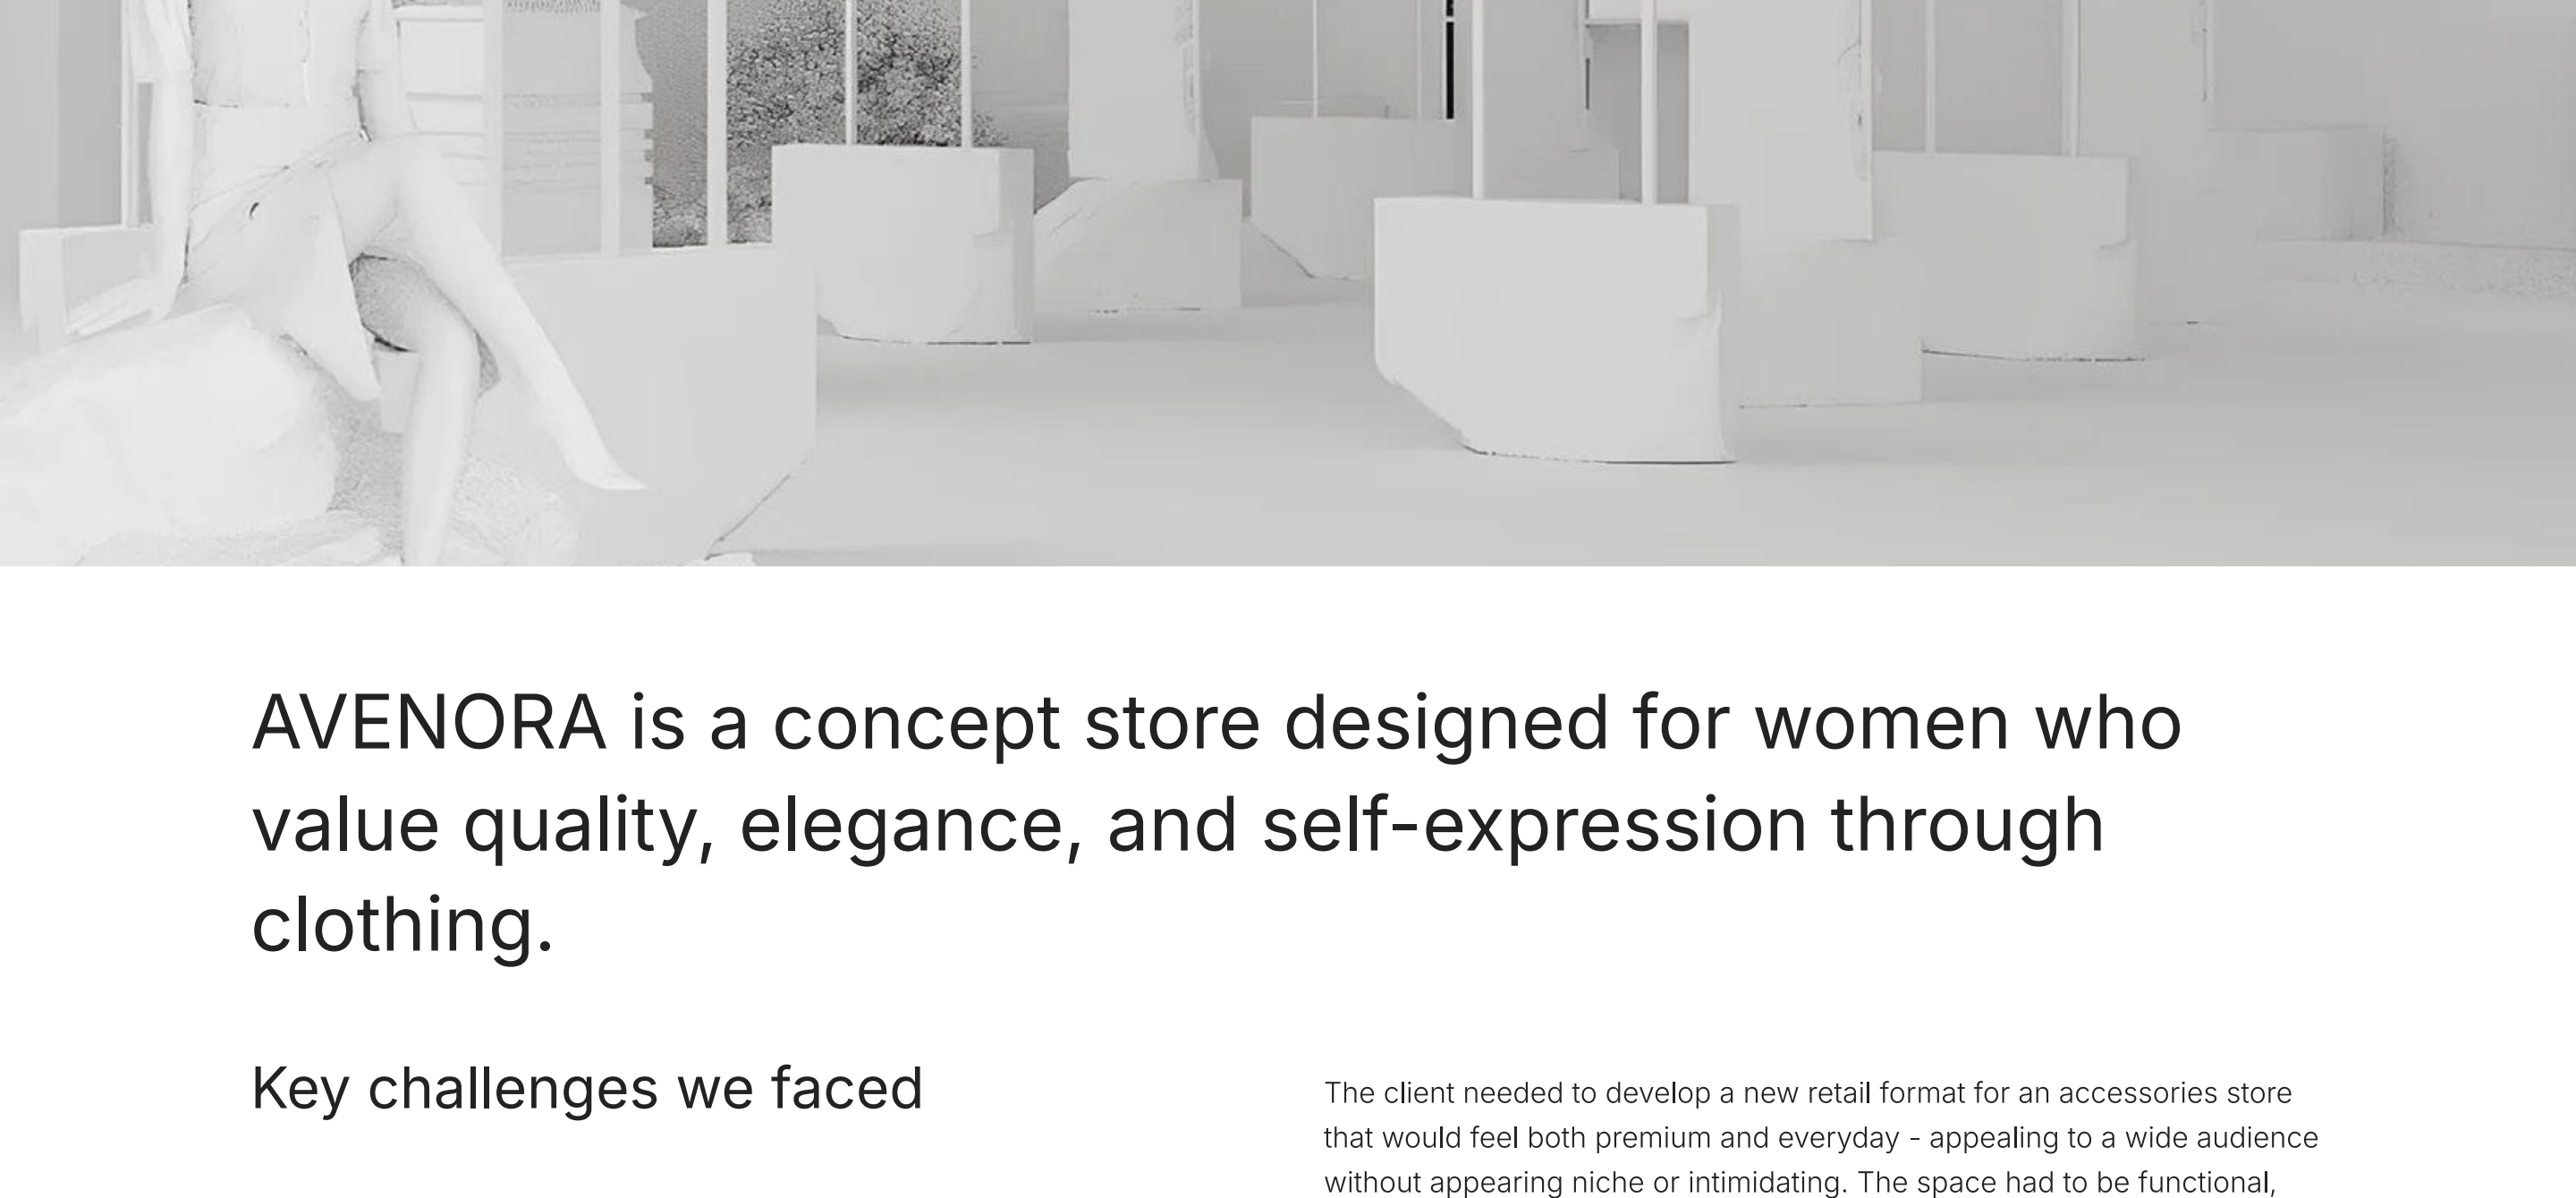 AVENORA is a concept store designed for women who
value quality, elegance, and self-expression through
clothing.
Key challenges we faced
The client needed to develop a new retail format for an accessories store
that would feel both premium and everyday - appealing to a wide audience
without appearing niche or intimidating. The space had to be functional,